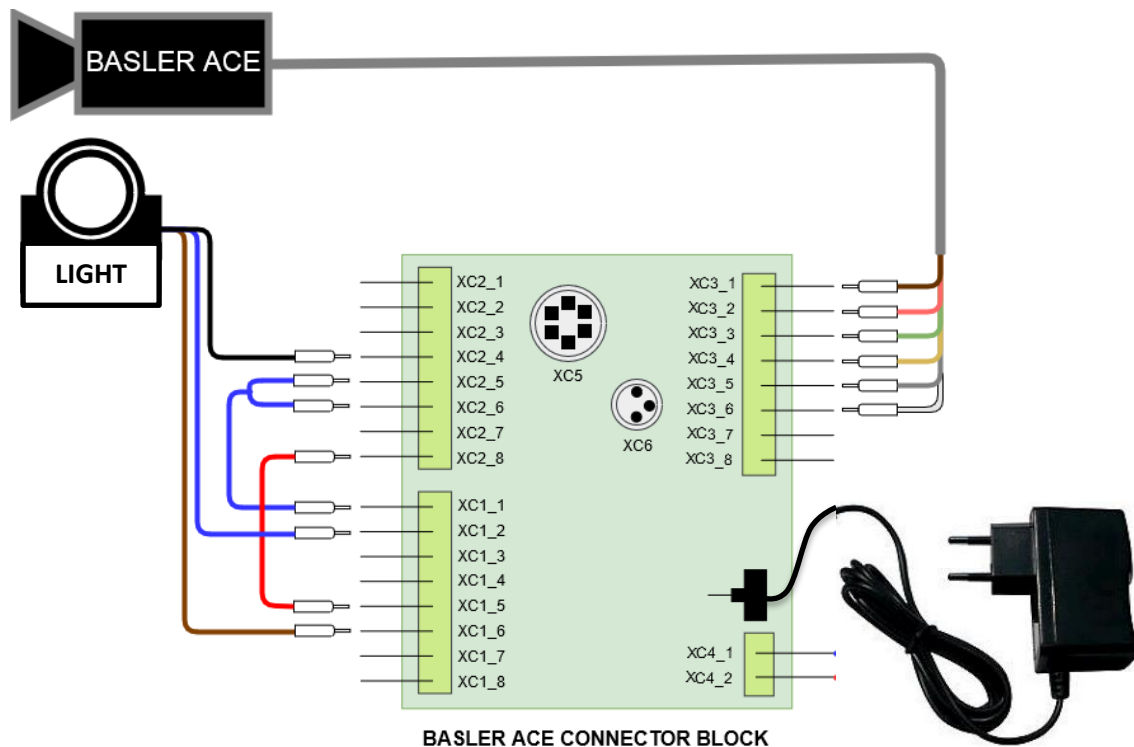 BASLER ACE
LIGHT
XC2_1
XC2_2
XC2_3
XC2_4
XC2_5
XC2_6
XC2_7
XC2_8
XC1_1
XC1_2
XC1_3
XC1_4
XC1_5
XC1_6
XC1_7
XC1_8
XC5
XC6
XC3_1
XC3_2
XC3_3
XC3_4
XC3_5
XC3_6
XC3_7
XC3_8
XC4_1
XC4_2
BASLER ACE CONNECTOR BLOCK